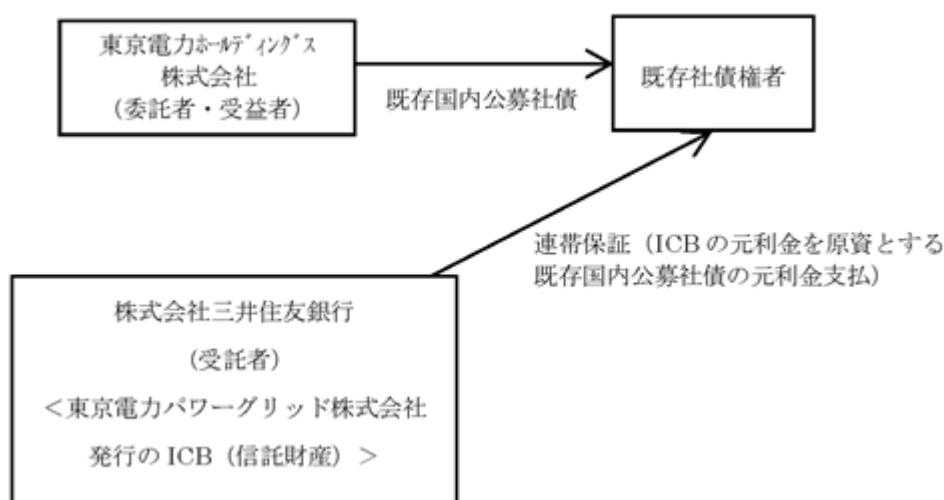 東京電力ﾎｰﾙﾃﾞｨﾝｸﾞｽ
株式会社
(委託者・受益者)
既存国内公募社債
既存社債権者
連帯保証（ICB の元利金を原資とする
既存国内公募社債の元利金支払）
株式会社三井住友銀行
(受託者)
＜東京電力パワーグリッド株式会社
発行の ICB（信託財産）＞